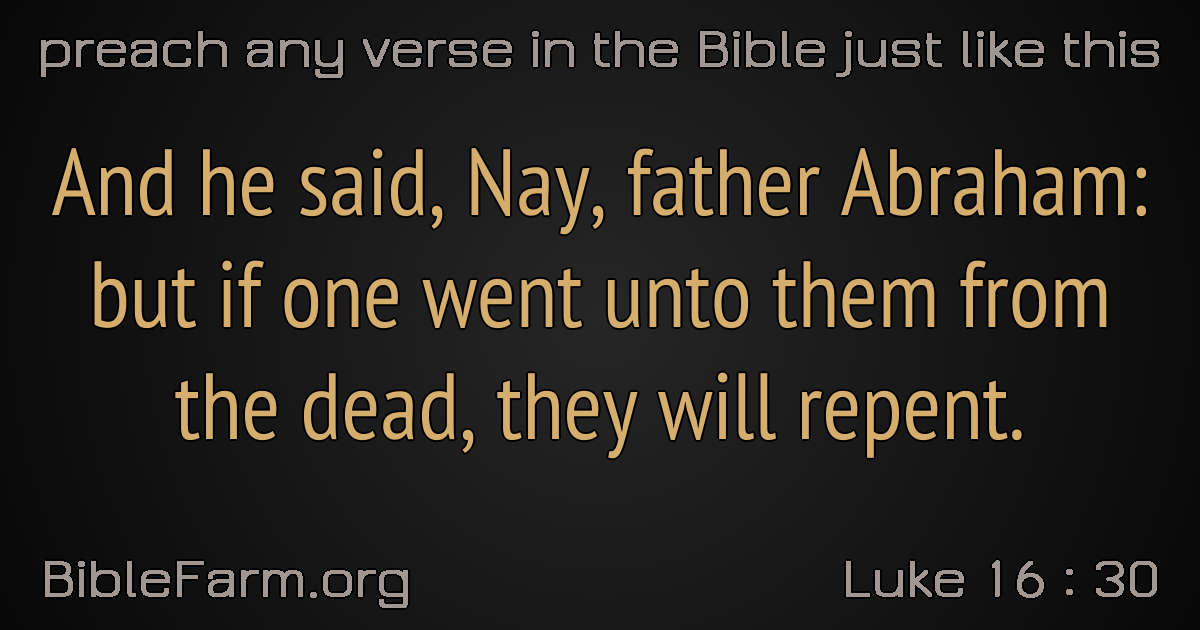 preach any verse in the Bible just like this
And he said, Nay, father Abraham:
but if one went unto them from
the dead, they will repent.
BibleFarm.org
Luke 16 : 30